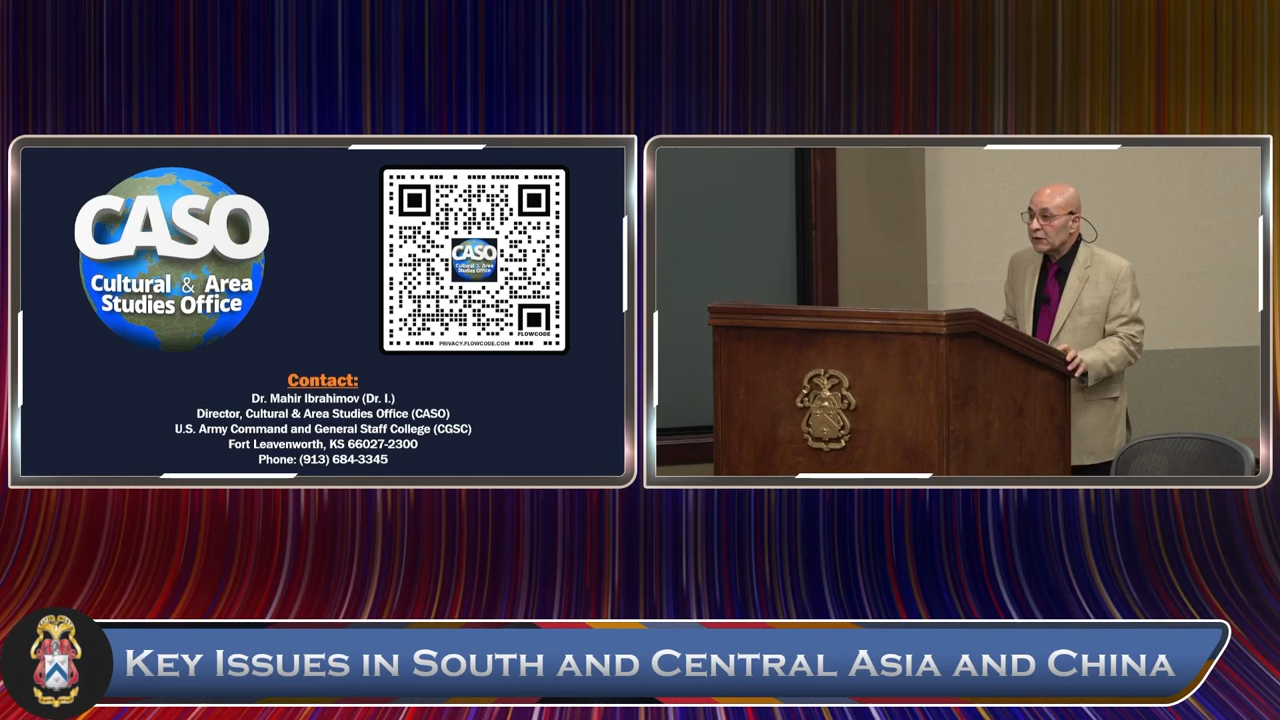 CASO
Cultural & Area
Studies Office
CASO
Cultural & Area
Studies Office
FLOWCODE
PRIVACY.FLOWCODE.COM
Contact:
Dr. Mahir Ibrahimov (Dr. I.)
Director, Cultural & Area Studies Office (CASO)
U.S. Army Command and General Staff College (CGSC)
Fort Leavenworth, KS 66027-2300
Phone: (913) 684-3345
KEY ISSUES IN SOUTH AND CENTRAL ASIA AND CHINA